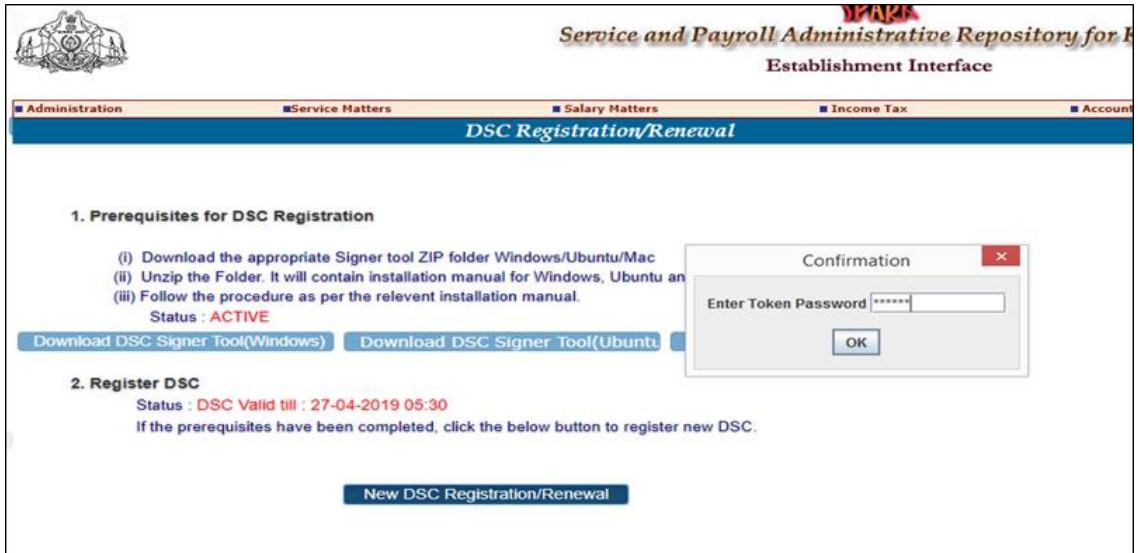 SPARK
Service and Payroll Administrative Repository for K
Establishment Interface
Administration Service Matters Salary Matters Income Tax Account
DSC Registration/Renewal
1. Prerequisites for DSC Registration
(i) Download the appropriate Signer tool ZIP folder Windows/Ubuntu/Mac
(ii) Unzip the Folder. It will contain installation manual for Windows, Ubuntu an
(iii) Follow the procedure as per the relevent installation manual.
Status : ACTIVE
Download DSC Signer Tool(Windows) Download DSC Signer Tool(Ubuntu
Confirmation
Enter Token Password ******
OK
2. Register DSC
Status : DSC Valid till : 27-04-2019 05:30
If the prerequisites have been completed, click the below button to register new DSC.
New DSC Registration/Renewal